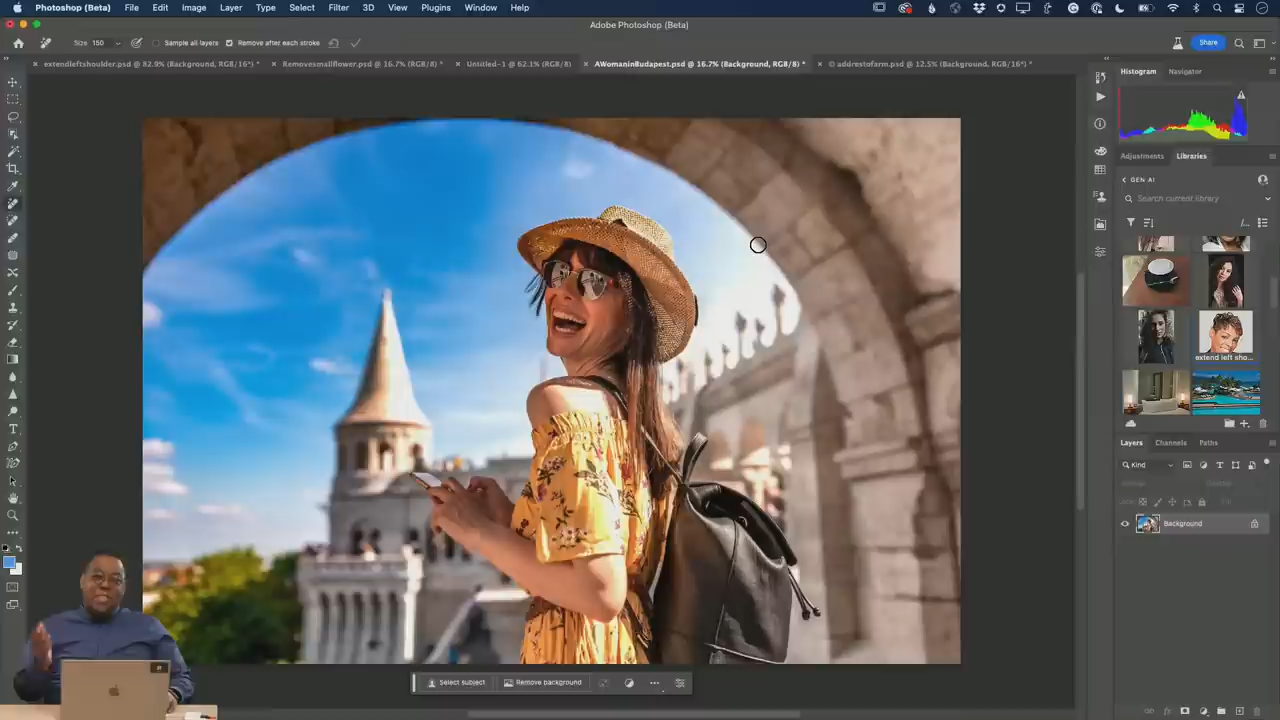 Photoshop (Beta) File Edit Image Layer Type Select Filter 3D View Plugins Window Help
Adobe Photoshop (Beta)
Size 150 Sample all layers Remove after each stroke Share
extendleftshoulder.psd @ 82.9% (Background, RGB/16*) * Removesmallflower.psd @ 16.7% (RGB/8) * Untitled-1 @ 62.1% (RGB/8) AWomaninBudapest.psd @ 16.7% (Background, RGB/8) * © addrestofarm.psd @ 12.5% (Background, RGB/16*) *
Histogram Navigator
Adjustments Libraries
GEN AI
Search current library
extend left sho...
Layers Channels Paths
Kind
Background
Select subject Remove background